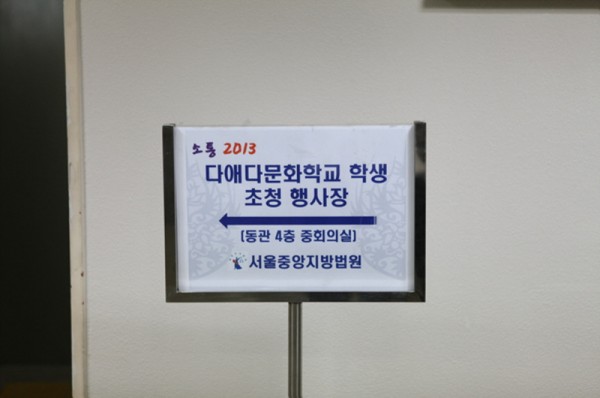 소통 2013
다애다문화학교 학생
초청 행사장
(동관 4층 중회의실)
서울중앙지방법원